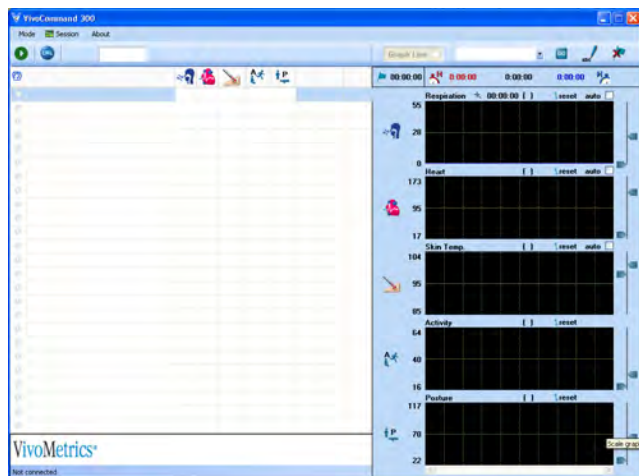 VivoCommand 300
Mode Session About
Graph Live
00:00:00 H 0:00:00 0:00:00 0:00:00
Respiration 00:00:00 [ ] reset auto
55
28
0
Heart [ ] reset auto
173
95
17
Skin Temp. [ ] reset auto
104
95
85
Activity [ ] reset
64
A
40
16
Posture [ ] reset
117
P
70
Scale grap
22
VivoMetrics
Not connected